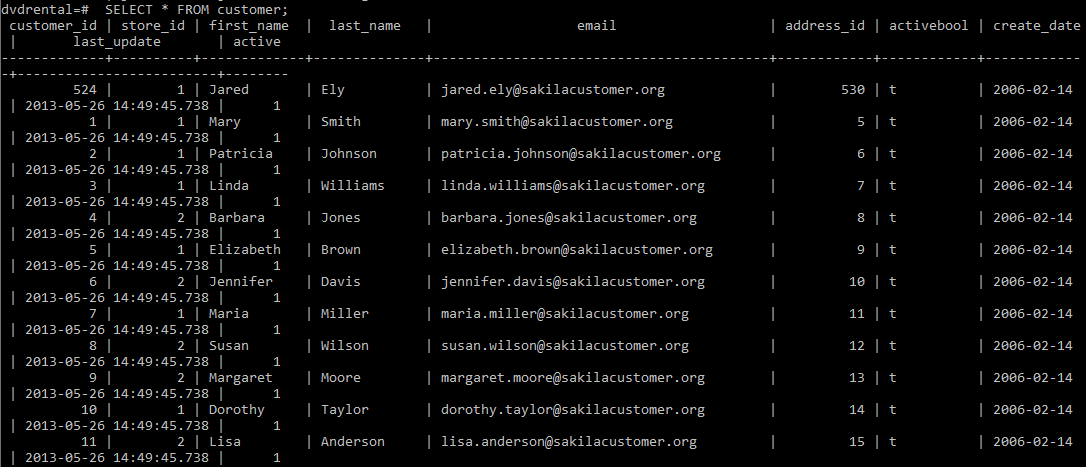 dvdrental=#  SELECT * FROM customer;
 customer_id | store_id | first_name  |  last_name   |                  email                   | address_id | activebool | create_date
 |       last_update       | active
-------------+----------+-------------+--------------+------------------------------------------+------------+------------+------------
-+-------------------------+--------
         524 |        1 | Jared       | Ely          | jared.ely@sakilacustomer.org             |        530 | t          | 2006-02-14
 | 2013-05-26 14:49:45.738 |      1
           1 |        1 | Mary        | Smith        | mary.smith@sakilacustomer.org            |          5 | t          | 2006-02-14
 | 2013-05-26 14:49:45.738 |      1
           2 |        1 | Patricia    | Johnson      | patricia.johnson@sakilacustomer.org      |          6 | t          | 2006-02-14
 | 2013-05-26 14:49:45.738 |      1
           3 |        1 | Linda       | Williams     | linda.williams@sakilacustomer.org        |          7 | t          | 2006-02-14
 | 2013-05-26 14:49:45.738 |      1
           4 |        2 | Barbara     | Jones        | barbara.jones@sakilacustomer.org         |          8 | t          | 2006-02-14
 | 2013-05-26 14:49:45.738 |      1
           5 |        1 | Elizabeth   | Brown        | elizabeth.brown@sakilacustomer.org       |          9 | t          | 2006-02-14
 | 2013-05-26 14:49:45.738 |      1
           6 |        2 | Jennifer    | Davis        | jennifer.davis@sakilacustomer.org        |         10 | t          | 2006-02-14
 | 2013-05-26 14:49:45.738 |      1
           7 |        1 | Maria       | Miller       | maria.miller@sakilacustomer.org          |         11 | t          | 2006-02-14
 | 2013-05-26 14:49:45.738 |      1
           8 |        2 | Susan       | Wilson       | susan.wilson@sakilacustomer.org          |         12 | t          | 2006-02-14
 | 2013-05-26 14:49:45.738 |      1
           9 |        2 | Margaret    | Moore        | margaret.moore@sakilacustomer.org        |         13 | t          | 2006-02-14
 | 2013-05-26 14:49:45.738 |      1
          10 |        1 | Dorothy     | Taylor       | dorothy.taylor@sakilacustomer.org        |         14 | t          | 2006-02-14
 | 2013-05-26 14:49:45.738 |      1
          11 |        2 | Lisa        | Anderson     | lisa.anderson@sakilacustomer.org         |         15 | t          | 2006-02-14
 | 2013-05-26 14:49:45.738 |      1